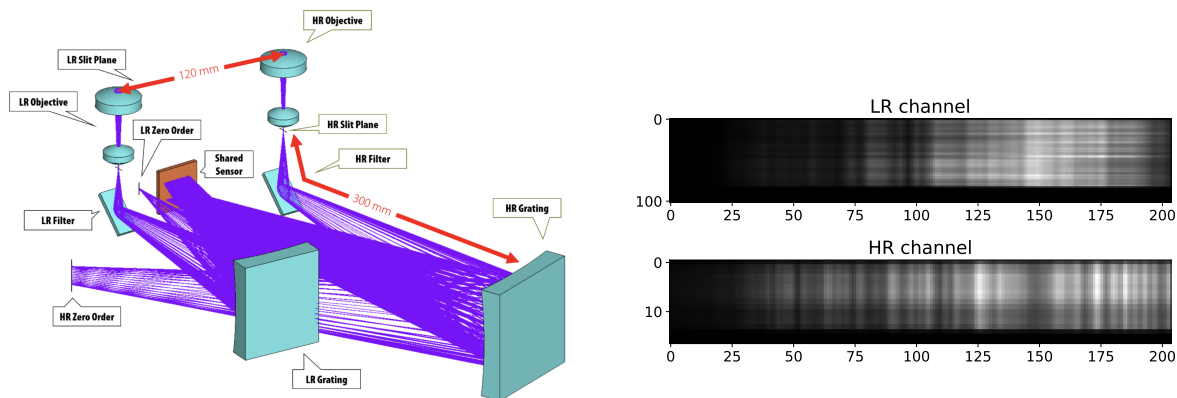 HR Objective
LR Slit Plane
120 mm
LR Objective
LR Zero Order
HR Slit Plane
Shared
Sensor
HR Filter
300 mm
LR Filter
HR Grating
HR Zero Order
LR Grating
LR channel
0
100
0 25 50 75 100 125 150 175 200
HR channel
0
10
0 25 50 75 100 125 150 175 200